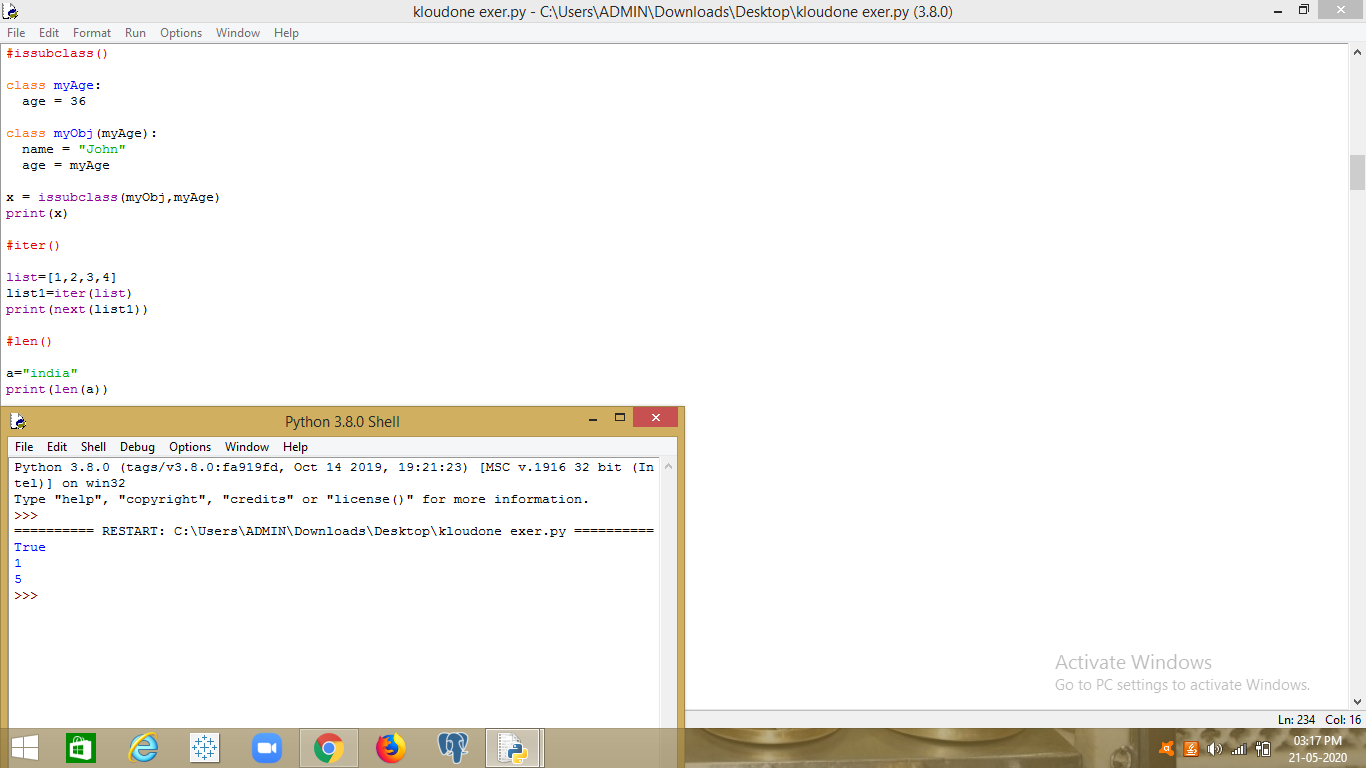 kloudone exer.py - C:\Users\ADMIN\Downloads\Desktop\kloudone exer.py (3.8.0)
File Edit Format Run Options Window Help
#issubclass()
class myAge:
  age = 36
class myObj(myAge):
  name = "John"
  age = myAge
x = issubclass(myObj,myAge)
print(x)
#iter()
list=[1,2,3,4]
list1=iter(list)
print(next(list1))
#len()
a="india"
print(len(a))
Python 3.8.0 Shell
File Edit Shell Debug Options Window Help
Python 3.8.0 (tags/v3.8.0:fa919fd, Oct 14 2019, 19:21:23) [MSC v.1916 32 bit (In
tel)] on win32
Type "help", "copyright", "credits" or "license()" for more information.
>>>
========== RESTART: C:\Users\ADMIN\Downloads\Desktop\kloudone exer.py ==========
True
1
5
>>>
Activate Windows
Go to PC settings to activate Windows.
Ln: 234 Col: 16
03:17 PM
21-05-2020